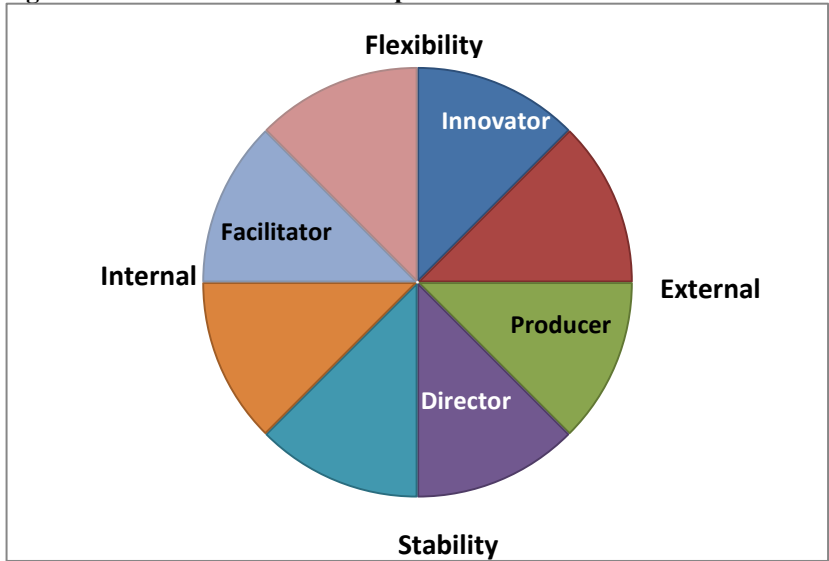 Flexibility
Innovator
Facilitator
Internal
External
Producer
Director
Stability